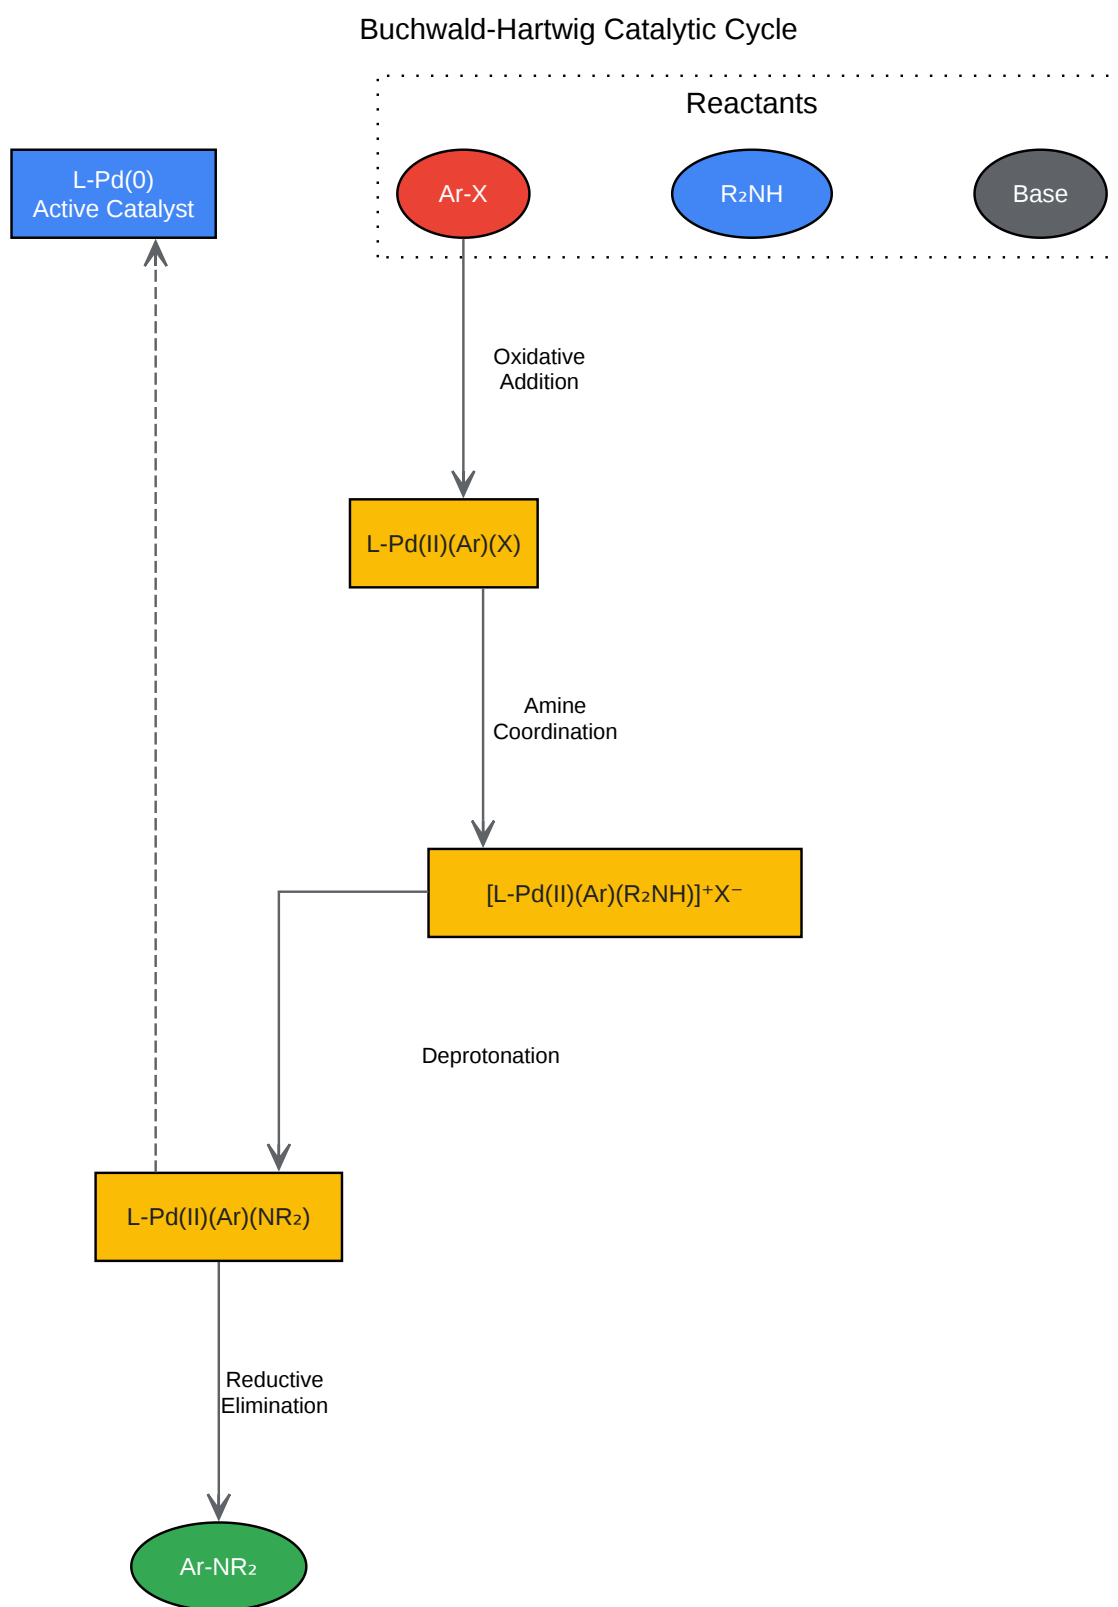 Buchwald-Hartwig Catalytic Cycle
Reactants
L-Pd(0)
Active Catalyst
Ar-X
R₂NH
Base
Oxidative
Addition
L-Pd(II)(Ar)(X)
Amine
Coordination
[L-Pd(II)(Ar)(R₂NH)]⁺X⁻
Deprotonation
L-Pd(II)(Ar)(NR₂)
Reductive
Elimination
Ar-NR₂